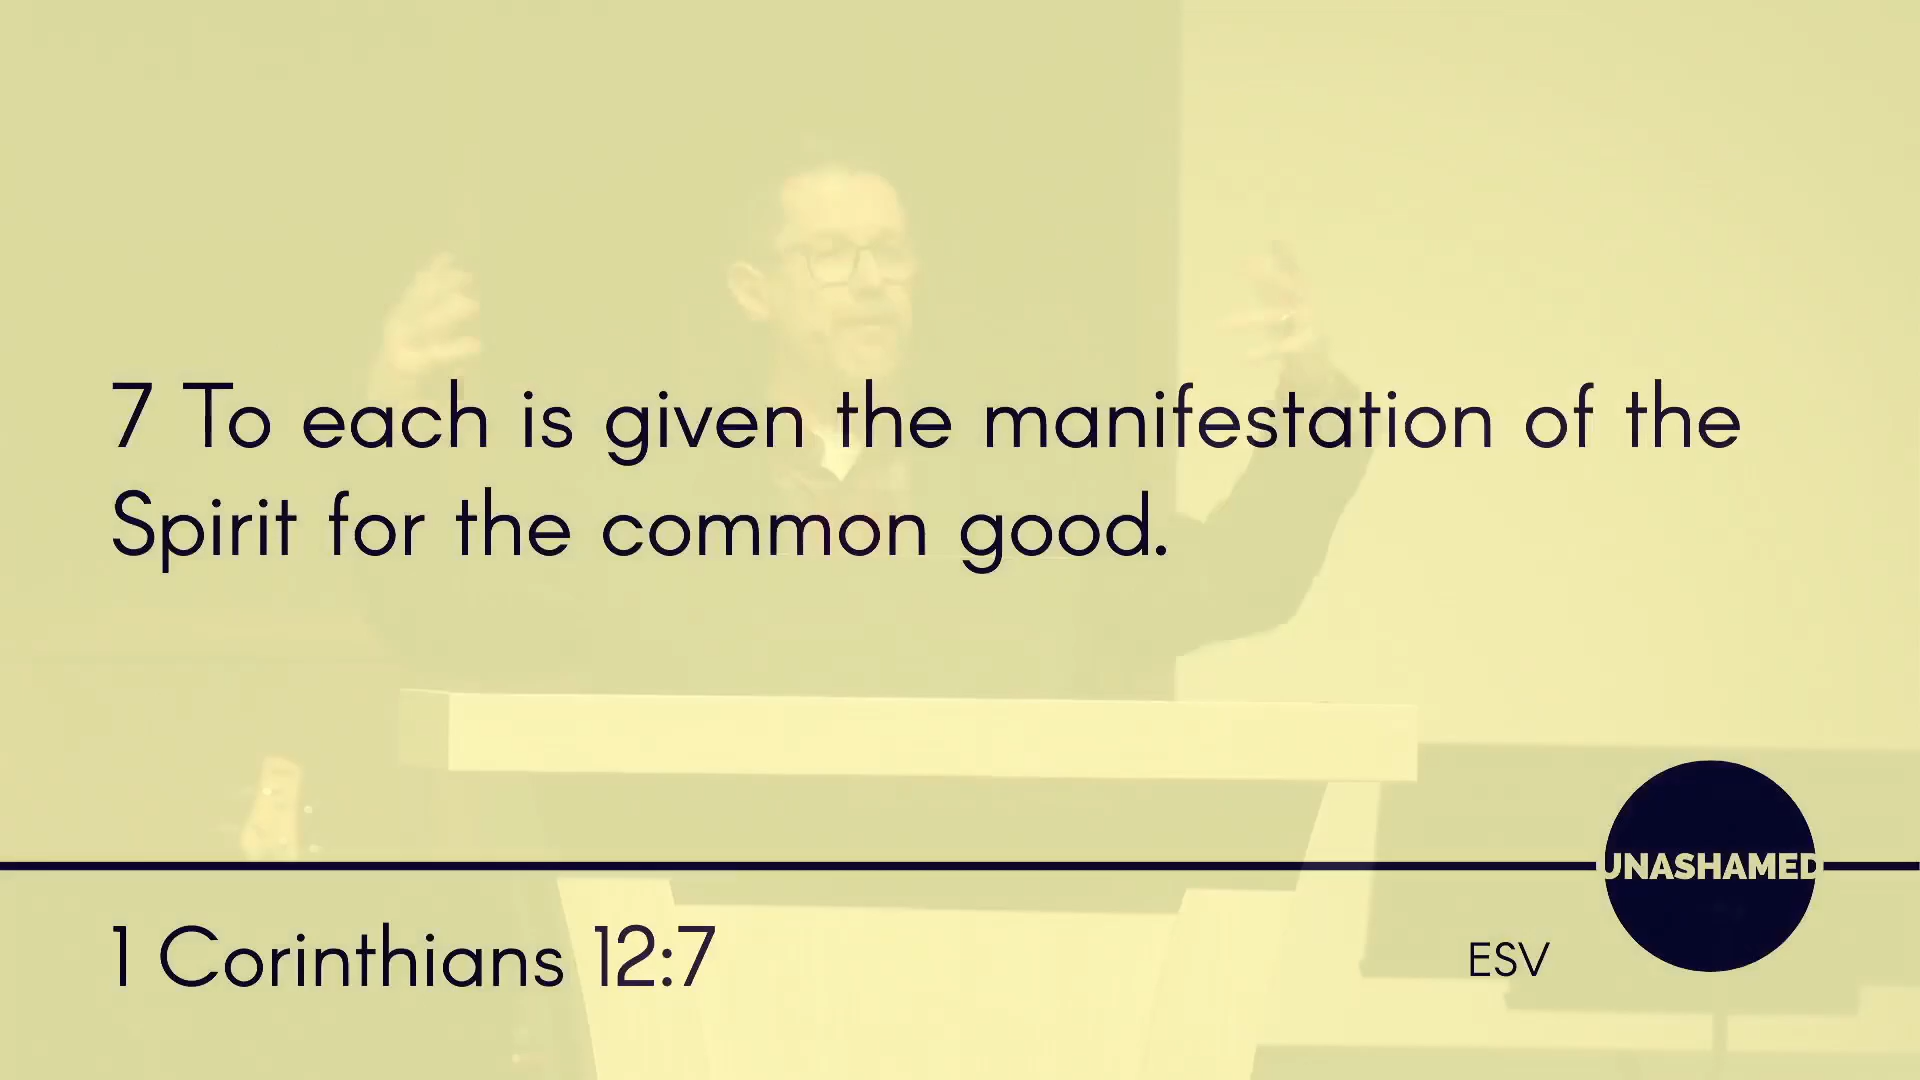 7 To each is given the manifestation of the
Spirit for the common good.
UNASHAMED
1 Corinthians 12:7
ESV